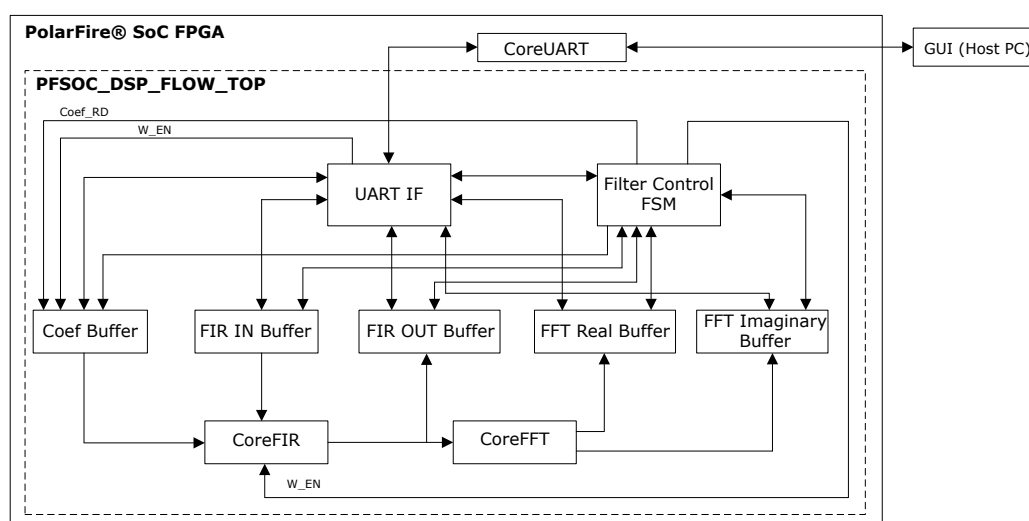 PolarFire® SoC FPGA
CoreUART
GUI (Host PC)
PFSOC_DSP_FLOW_TOP
Coef_RD
W_EN
UART IF
Filter Control
FSM
Coef Buffer
FIR IN Buffer
FIR OUT Buffer
FFT Real Buffer
FFT Imaginary
Buffer
CoreFIR
CoreFFT
W_EN